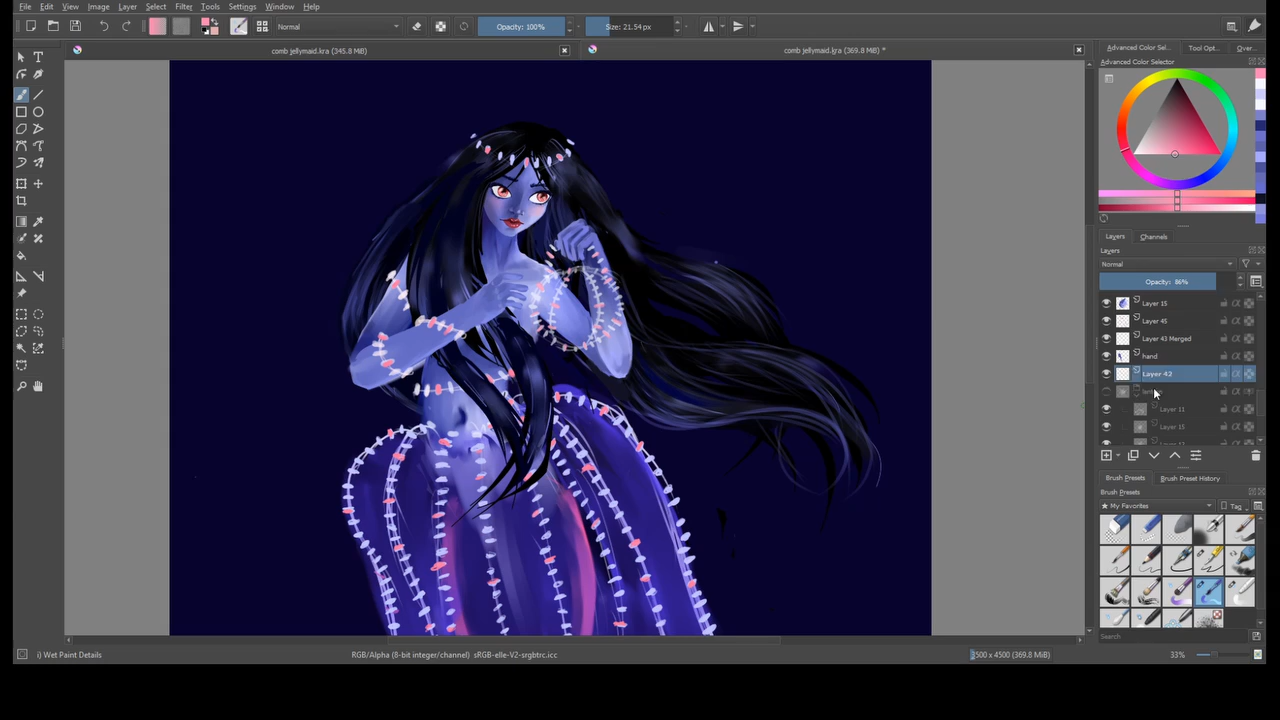 File Edit View Image Layer Select Filter Tools Settings Window Help
Normal Opacity: 100% Size: 21.54 px
comb jellymaid.kra (345.8 MB) comb jellymaid.kra (369.8 MB) *
Advanced Color Sel... Tool Opt... Over...
Advanced Color Selector
Layers Channels
Layers
Normal
Opacity: 86%
Layer 15
Layer 45
Layer 43 Merged
hand
Layer 42
Layer 11
Layer 15
Brush Presets Brush Preset History
Brush Presets
My Favorites Tag
Search
i) Wet Paint Details RGB/Alpha (8-bit integer/channel) sRGB-elle-V2-srgbtrc.icc 3500 x 4500 (369.8 MiB) 33%